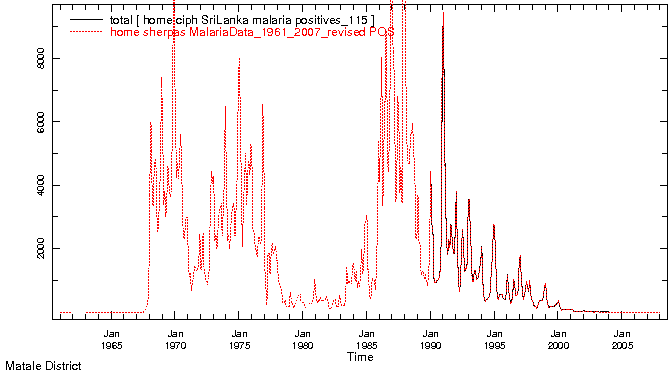 total [ home ciph SriLanka malaria positives_115 ]
home sherpas MalariaData_1961_2007_revised POS
8000
6000
4000
2000
Jan Jan Jan Jan Jan Jan Jan Jan Jan
1965 1970 1975 1980 1985 1990 1995 2000 2005
Time
Matale District